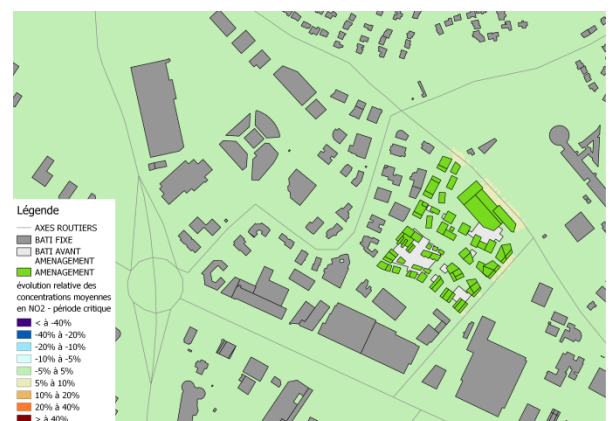 Légende
AXES ROUTIERS
BATI FIXE
BATI AVANT
AMENAGEMENT
AMENAGEMENT
évolution relative des
concentrations moyennes
en NO2 - période critique
< à -40%
-40% à -20%
-20% à -10%
-10% à -5%
-5% à 5%
5% à 10%
10% à 20%
20% à 40%
> à 40%